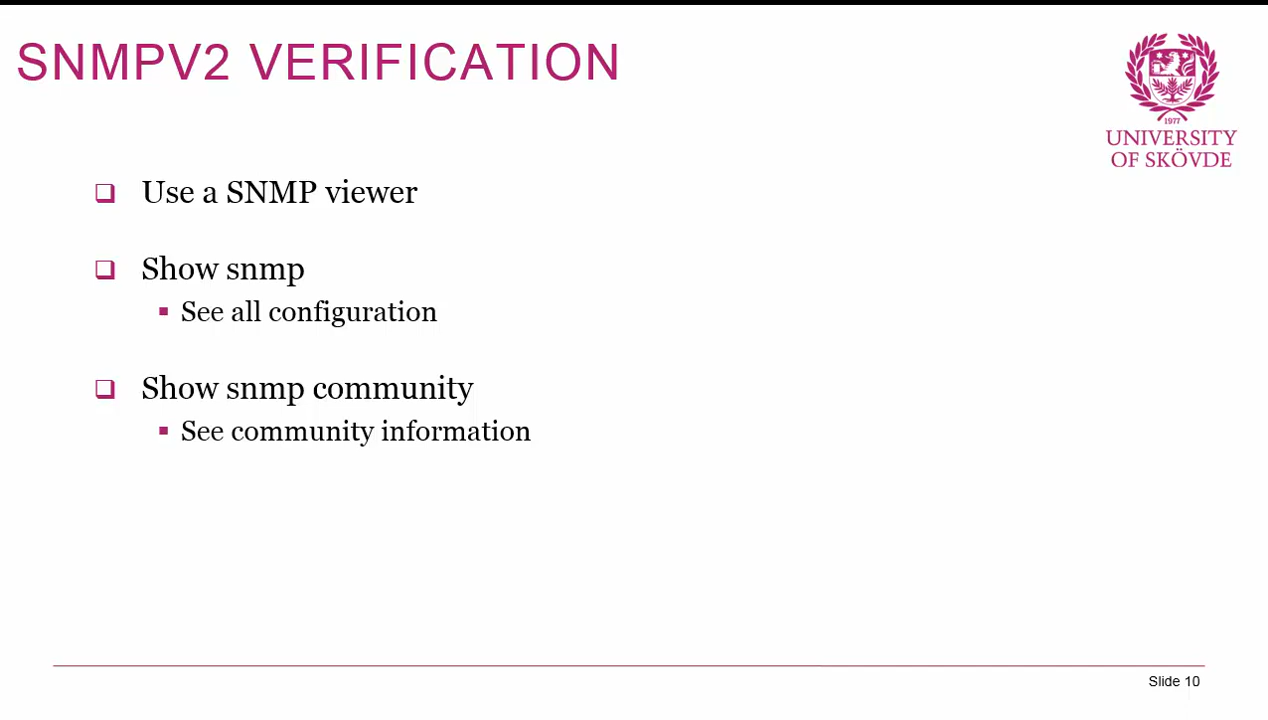 SNMPV2 VERIFICATION
1977
UNIVERSITY
OF SKÖVDE
Use a SNMP viewer
Show snmp
See all configuration
Show snmp community
See community information
Slide 10